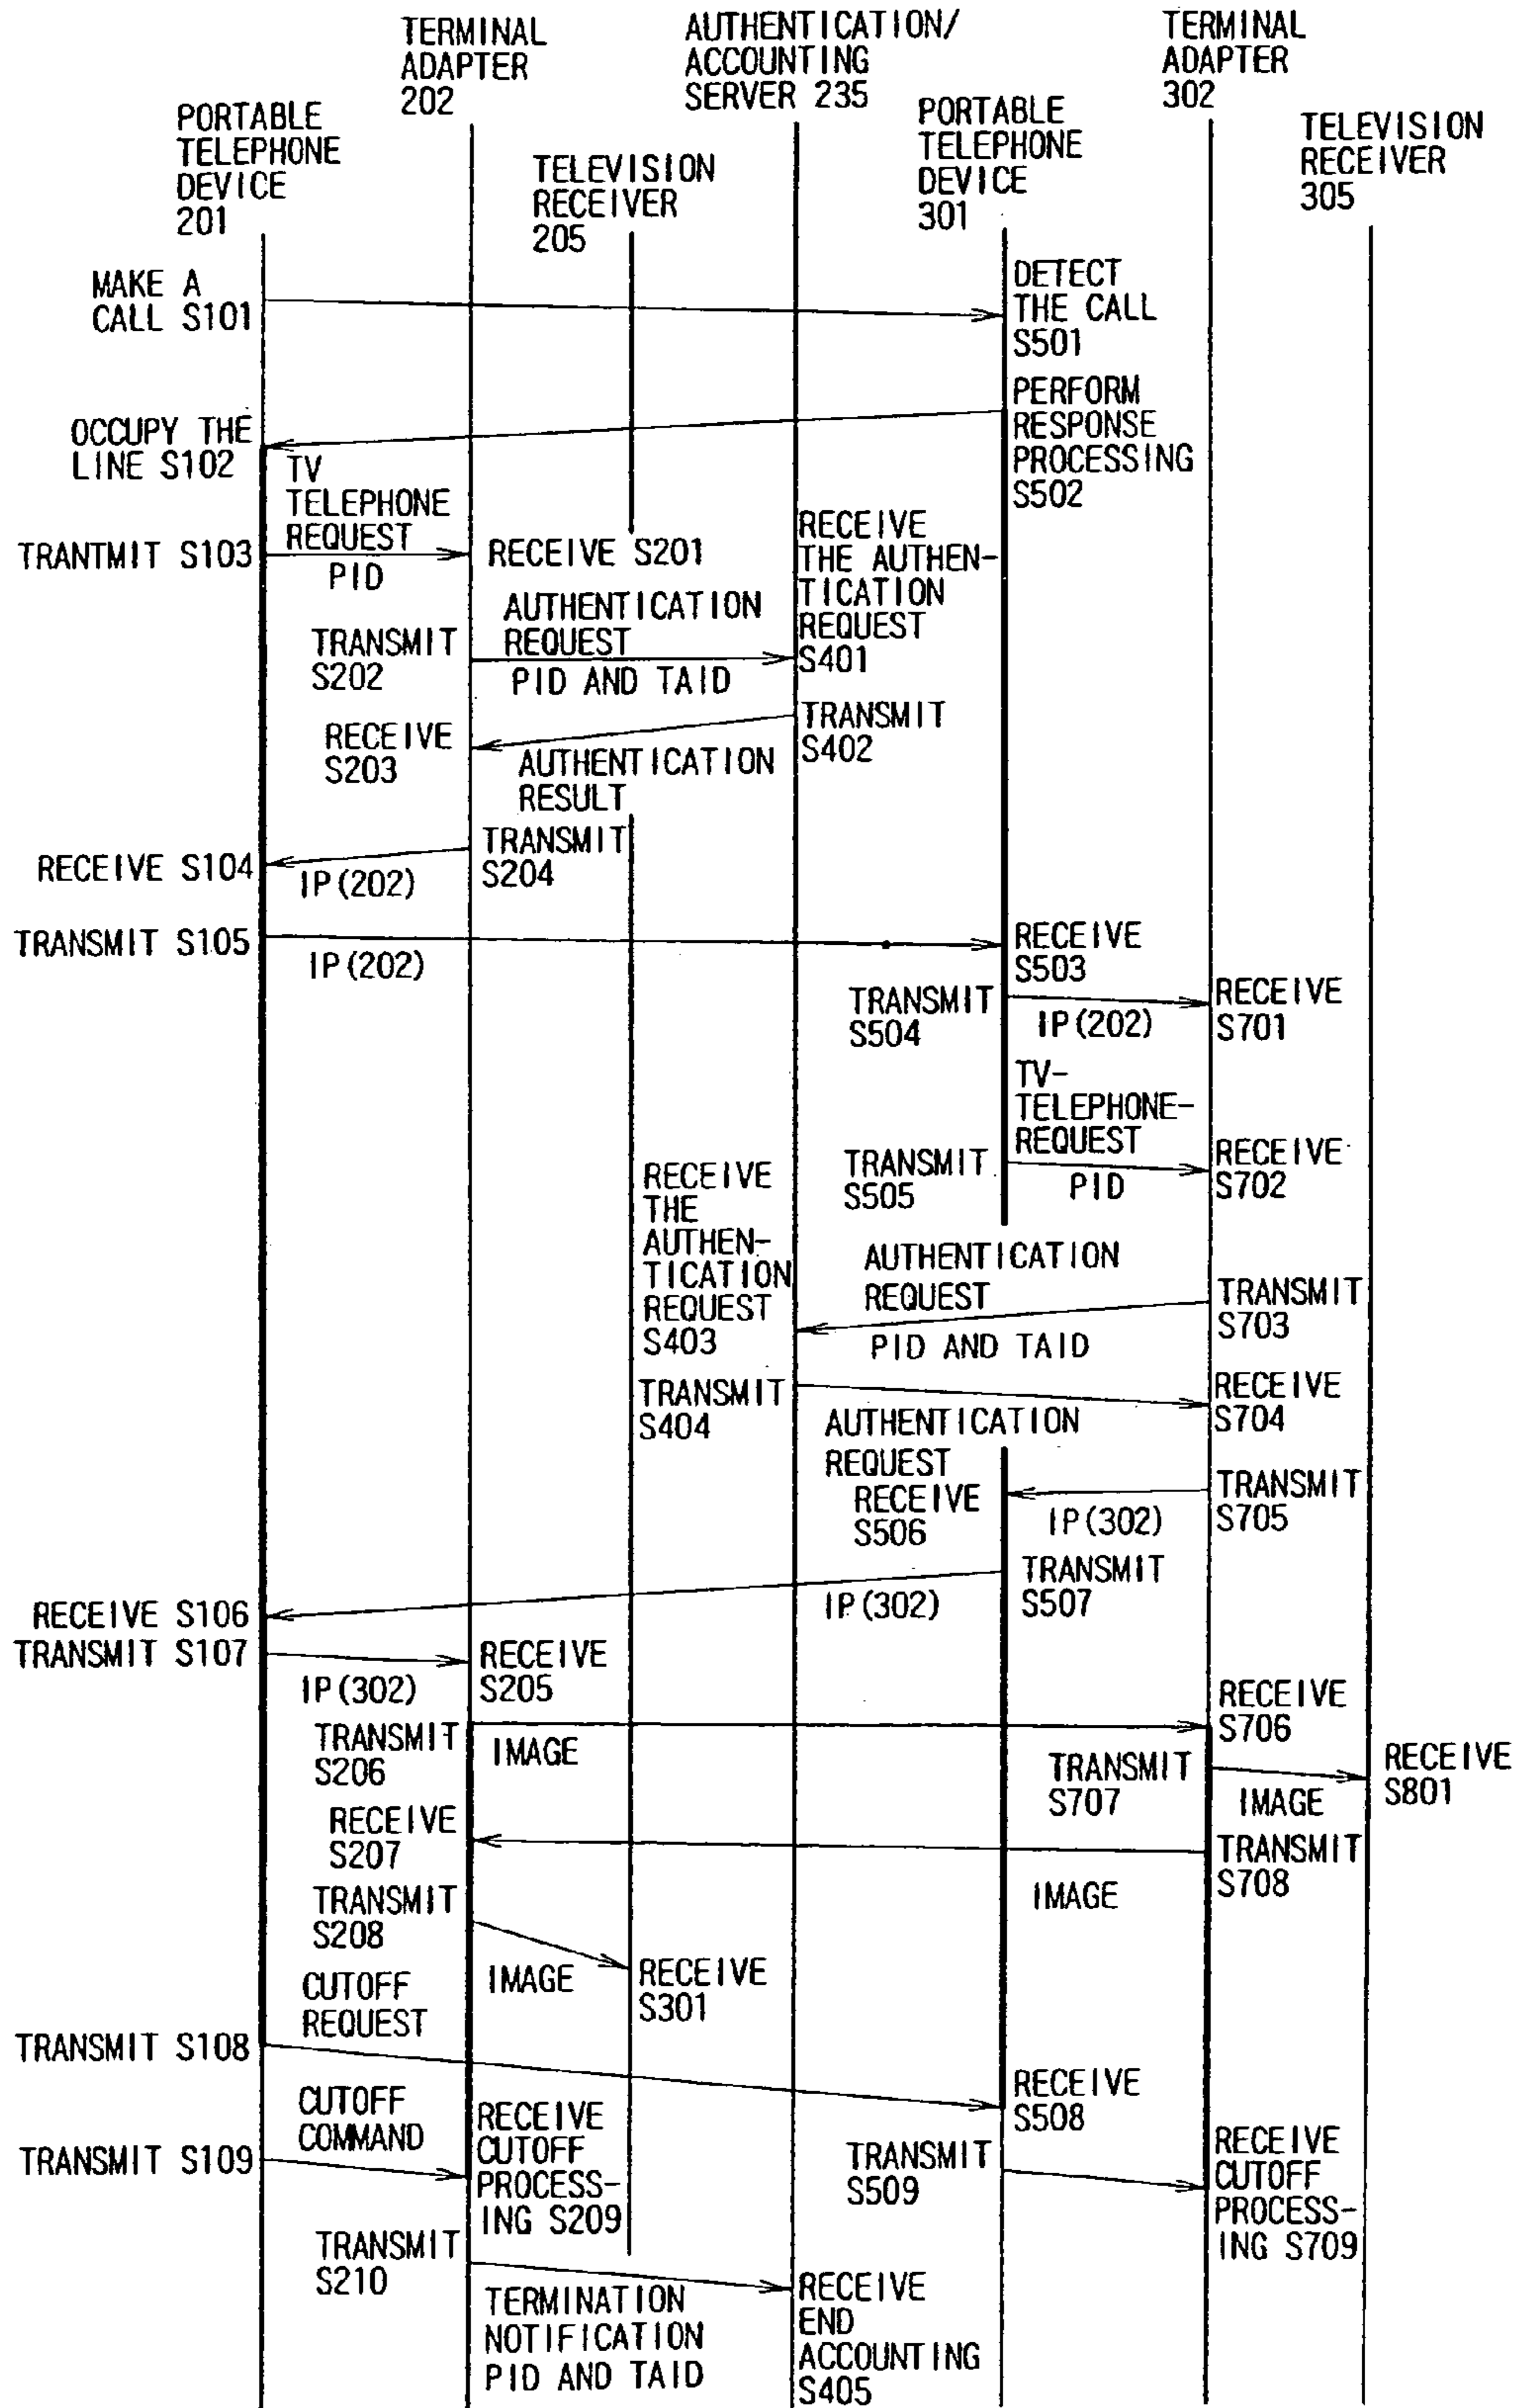 TERMINAL
ADAPTER
202
AUTHENTICATION/
ACCOUNTING
SERVER 235
TERMINAL
ADAPTER
302
PORTABLE
TELEPHONE
DEVICE
201
TELEVISION
RECEIVER
205
PORTABLE
TELEPHONE
DEVICE
301
TELEVISION
RECEIVER
305
MAKE A
CALL S101
DETECT
THE CALL
S501
PERFORM
RESPONSE
PROCESSING
S502
OCCUPY THE
LINE S102
TV
TELEPHONE
REQUEST
TRANTMIT S103
PID
RECEIVE S201
RECEIVE
THE AUTHEN-
TICATION
REQUEST
S401
AUTHENTICATION
REQUEST
TRANSMIT
S202
PID AND TAID
TRANSMIT
S402
RECEIVE
S203
AUTHENTICATION
RESULT
TRANSMIT
S204
RECEIVE S104
IP(202)
TRANSMIT S105
IP(202)
RECEIVE
S503
TRANSMIT
S504
IP(202)
RECEIVE
S701
TV-
TELEPHONE-
REQUEST
TRANSMIT
S505
PID
RECEIVE
S702
RECEIVE
THE
AUTHEN-
TICATION
REQUEST
S403
AUTHENTICATION
REQUEST
PID AND TAID
TRANSMIT
S703
TRANSMIT
S404
RECEIVE
S704
AUTHENTICATION
REQUEST
RECEIVE
S506
IP(302)
TRANSMIT
S705
TRANSMIT
S507
IP(302)
RECEIVE S106
TRANSMIT S107
IP(302)
RECEIVE
S205
TRANSMIT
S206
IMAGE
RECEIVE
S706
TRANSMIT
S707
IMAGE
RECEIVE
S801
RECEIVE
S207
TRANSMIT
S708
IMAGE
TRANSMIT
S208
IMAGE
RECEIVE
S301
CUTOFF
REQUEST
TRANSMIT S108
RECEIVE
S508
CUTOFF
COMMAND
TRANSMIT S109
RECEIVE
CUTOFF
PROCESS-
ING S209
TRANSMIT
S509
RECEIVE
CUTOFF
PROCESS-
ING S709
TRANSMIT
S210
TERMINATION
NOTIFICATION
PID AND TAID
RECEIVE
END
ACCOUNTING
S405